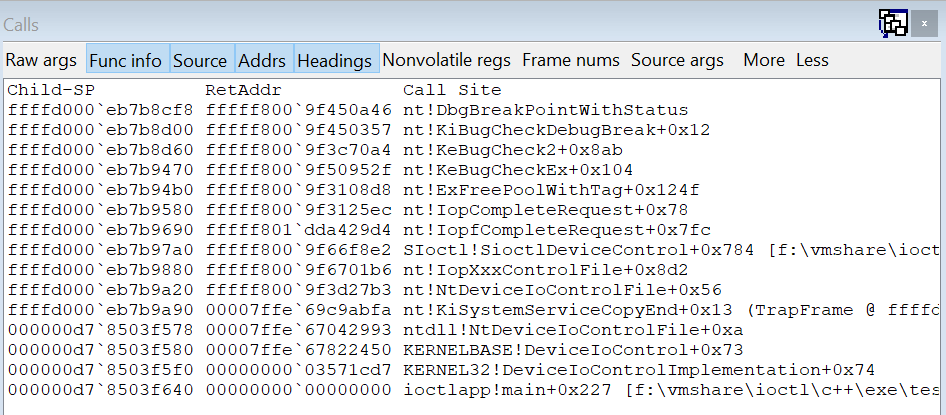 Calls
x
Raw args Func info Source Addrs Headings Nonvolatile regs Frame nums Source args More Less
Child-SP RetAddr Call Site
ffffd000`eb7b8cf8 fffff800`9f450a46 nt!DbgBreakPointWithStatus
ffffd000`eb7b8d00 fffff800`9f450357 nt!KiBugCheckDebugBreak+0x12
ffffd000`eb7b8d60 fffff800`9f3c70a4 nt!KeBugCheck2+0x8ab
ffffd000`eb7b9470 fffff800`9f50952f nt!KeBugCheckEx+0x104
ffffd000`eb7b94b0 fffff800`9f3108d8 nt!ExFreePoolWithTag+0x124f
ffffd000`eb7b9580 fffff800`9f3125ec nt!IopCompleteRequest+0x78
ffffd000`eb7b9690 fffff801`dda429d4 nt!IopfCompleteRequest+0x7fc
ffffd000`eb7b97a0 fffff800`9f66f8e2 SIoctl!SioctlDeviceControl+0x784 [f:\vmshare\ioct
ffffd000`eb7b9880 fffff800`9f6701b6 nt!IopXxxControlFile+0x8d2
ffffd000`eb7b9a20 fffff800`9f3d27b3 nt!NtDeviceIoControlFile+0x56
ffffd000`eb7b9a90 00007ffe`69c9abfa nt!KiSystemServiceCopyEnd+0x13 (TrapFrame @ ffffd
000000d7`8503f578 00007ffe`67042993 ntdll!NtDeviceIoControlFile+0xa
000000d7`8503f580 00007ffe`67822450 KERNELBASE!DeviceIoControl+0x73
000000d7`8503f5f0 00000000`03571cd7 KERNEL32!DeviceIoControlImplementation+0x74
000000d7`8503f640 00000000`00000000 ioctlapp!main+0x227 [f:\vmshare\ioctl\c++\exe\tes